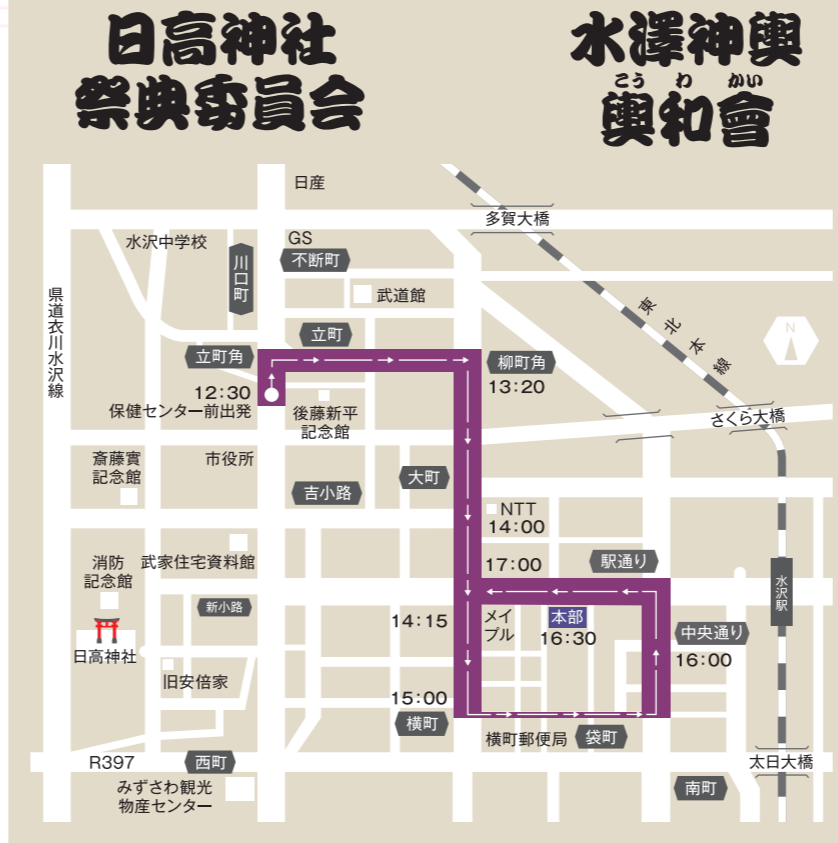 日高神社
祭典委員会
水澤神輿
こうわかい
輿和會
日産
多賀大橋
水沢中学校
GS
川口町
不断町
武道館
県道衣川水沢線
東北本線
N
立町
立町角
柳町角
12:30
13:20
保健センター前出発
後藤新平
記念館
さくら大橋
斎藤實
記念館
市役所
大町
吉小路
NTT
14:00
消防
記念館
武家住宅資料館
17:00
駅通り
水沢駅
新小路
14:15
メイ
プル
本部
16:30
中央通り
16:00
日高神社
旧安倍家
15:00
横町
横町郵便局
袋町
R397
西町
太日大橋
みずさわ観光
物産センター
南町